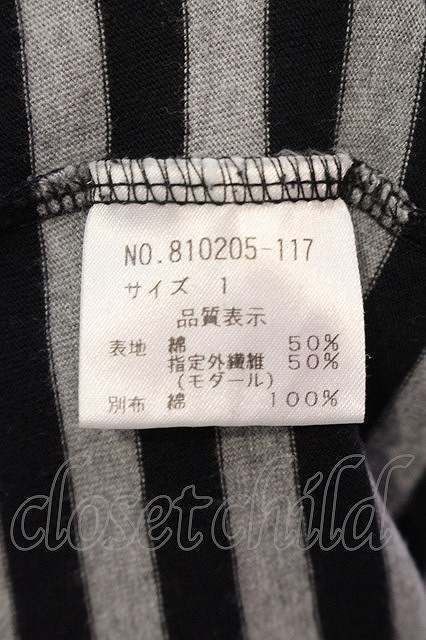 NO.810205-117
サイズ 1
品質表示
表地 綿 50%
指定外繊維 50%
(モダール)
別布 綿 100%
closetchild